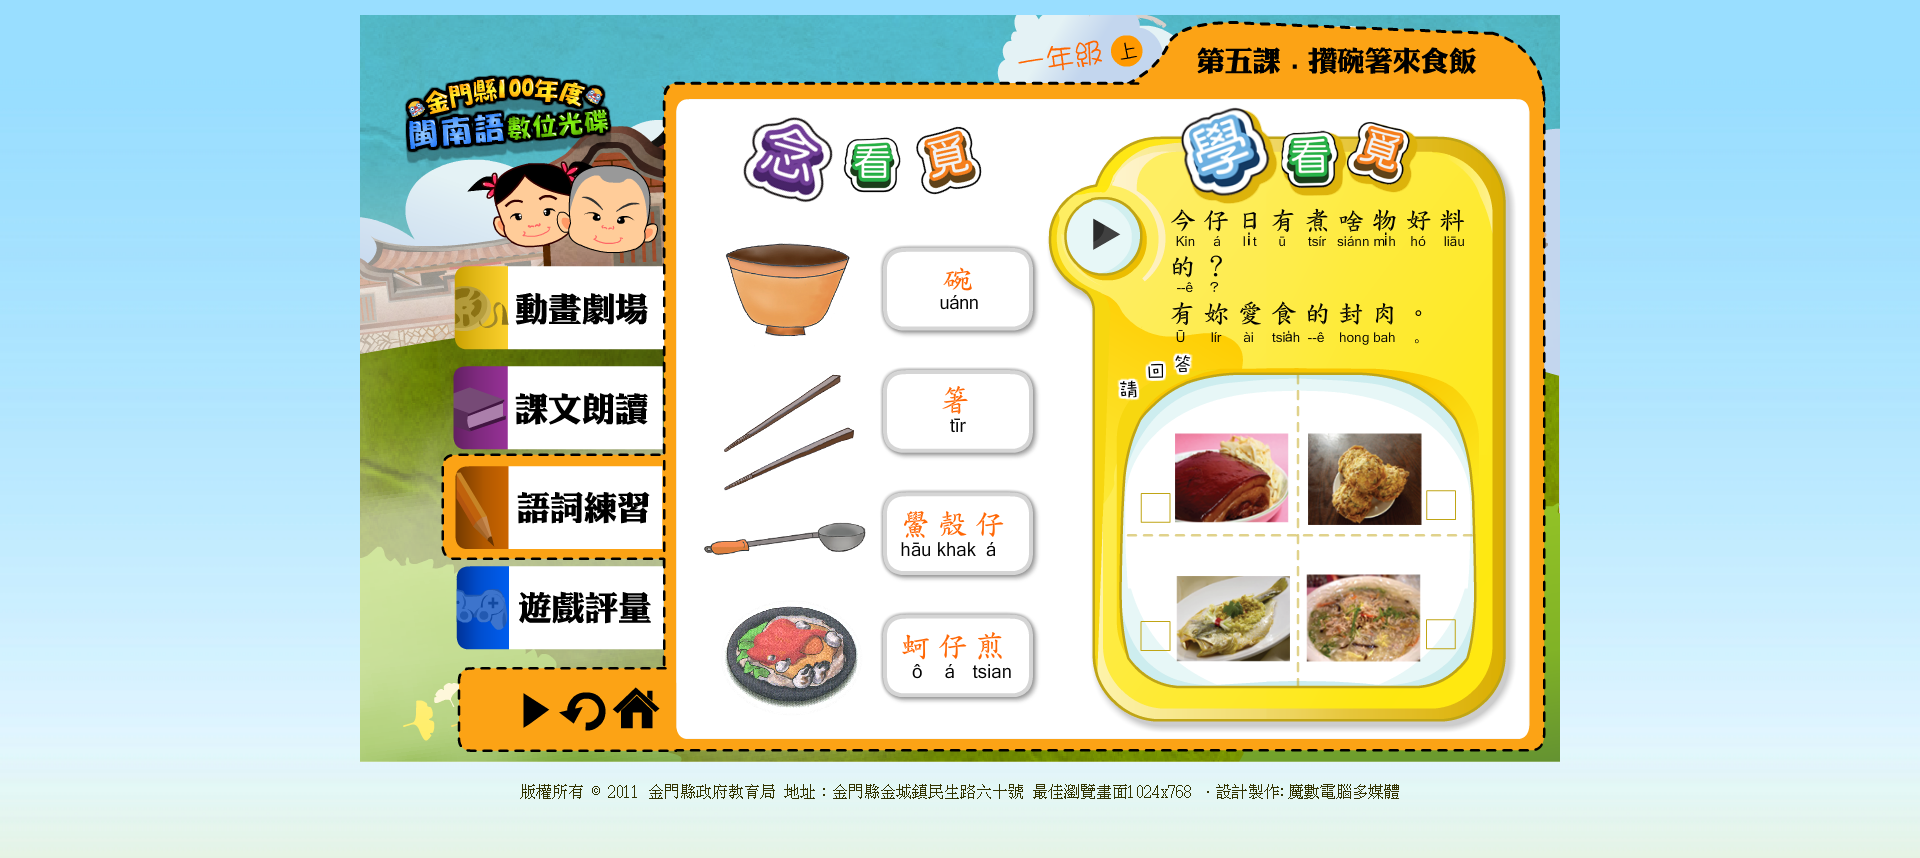 一年級 上
第五課．攢碗箸來食飯
金門縣100年度
閩南語數位光碟
動畫劇場
課文朗讀
語詞練習
遊戲評量
念看覓
碗
uánn
箸
tīr
鱟殼仔
hāu khak á
蚵仔煎
ô á tsian
學看覓
今仔日有煮啥物好料
Kin á li̍t ū tsír siánn mi̍h hó liāu
的？
--ê ?
有妳愛食的封肉。
Ū lír ài tsia̍h --ê hong bah 。
請回答
版權所有 © 2011 金門縣政府教育局 地址：金門縣金城鎮民生路六十號 最佳瀏覽畫面1024x768 ‧設計製作: 魔數電腦多媒體